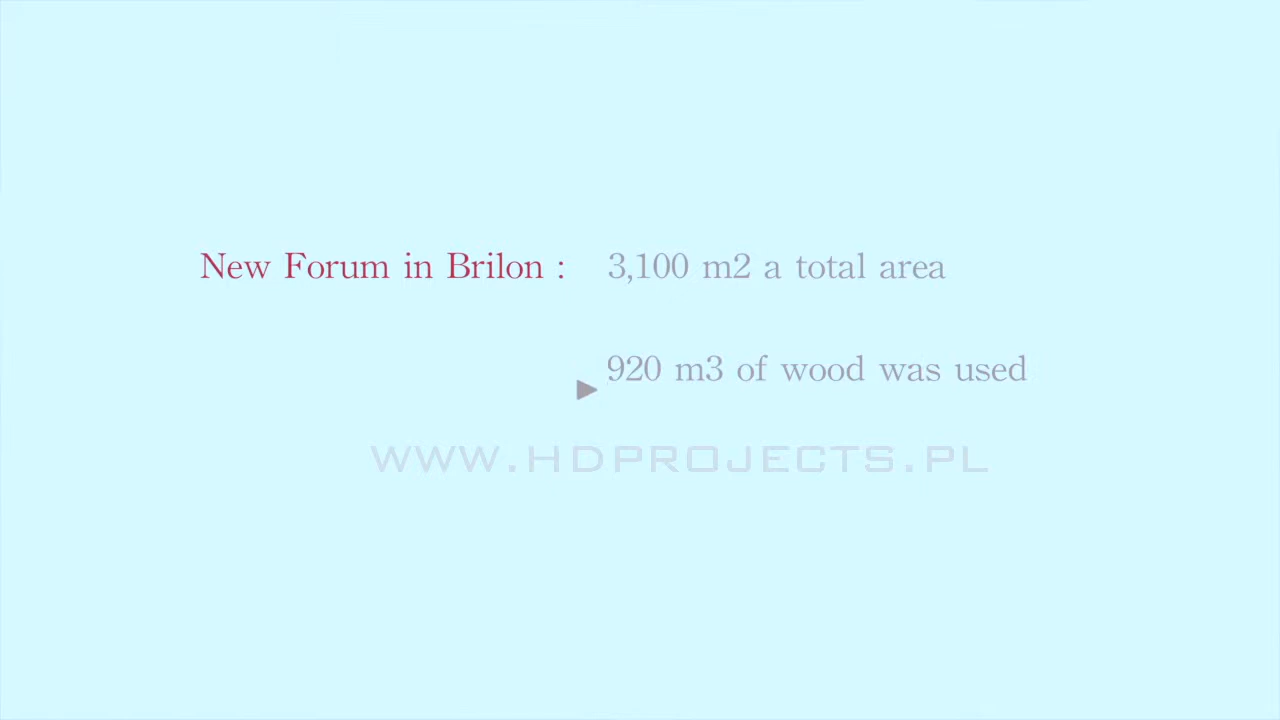 New Forum in Brilon : 3,100 m2 a total area
920 m3 of wood was used
WWW.HDPROJECTS.PL